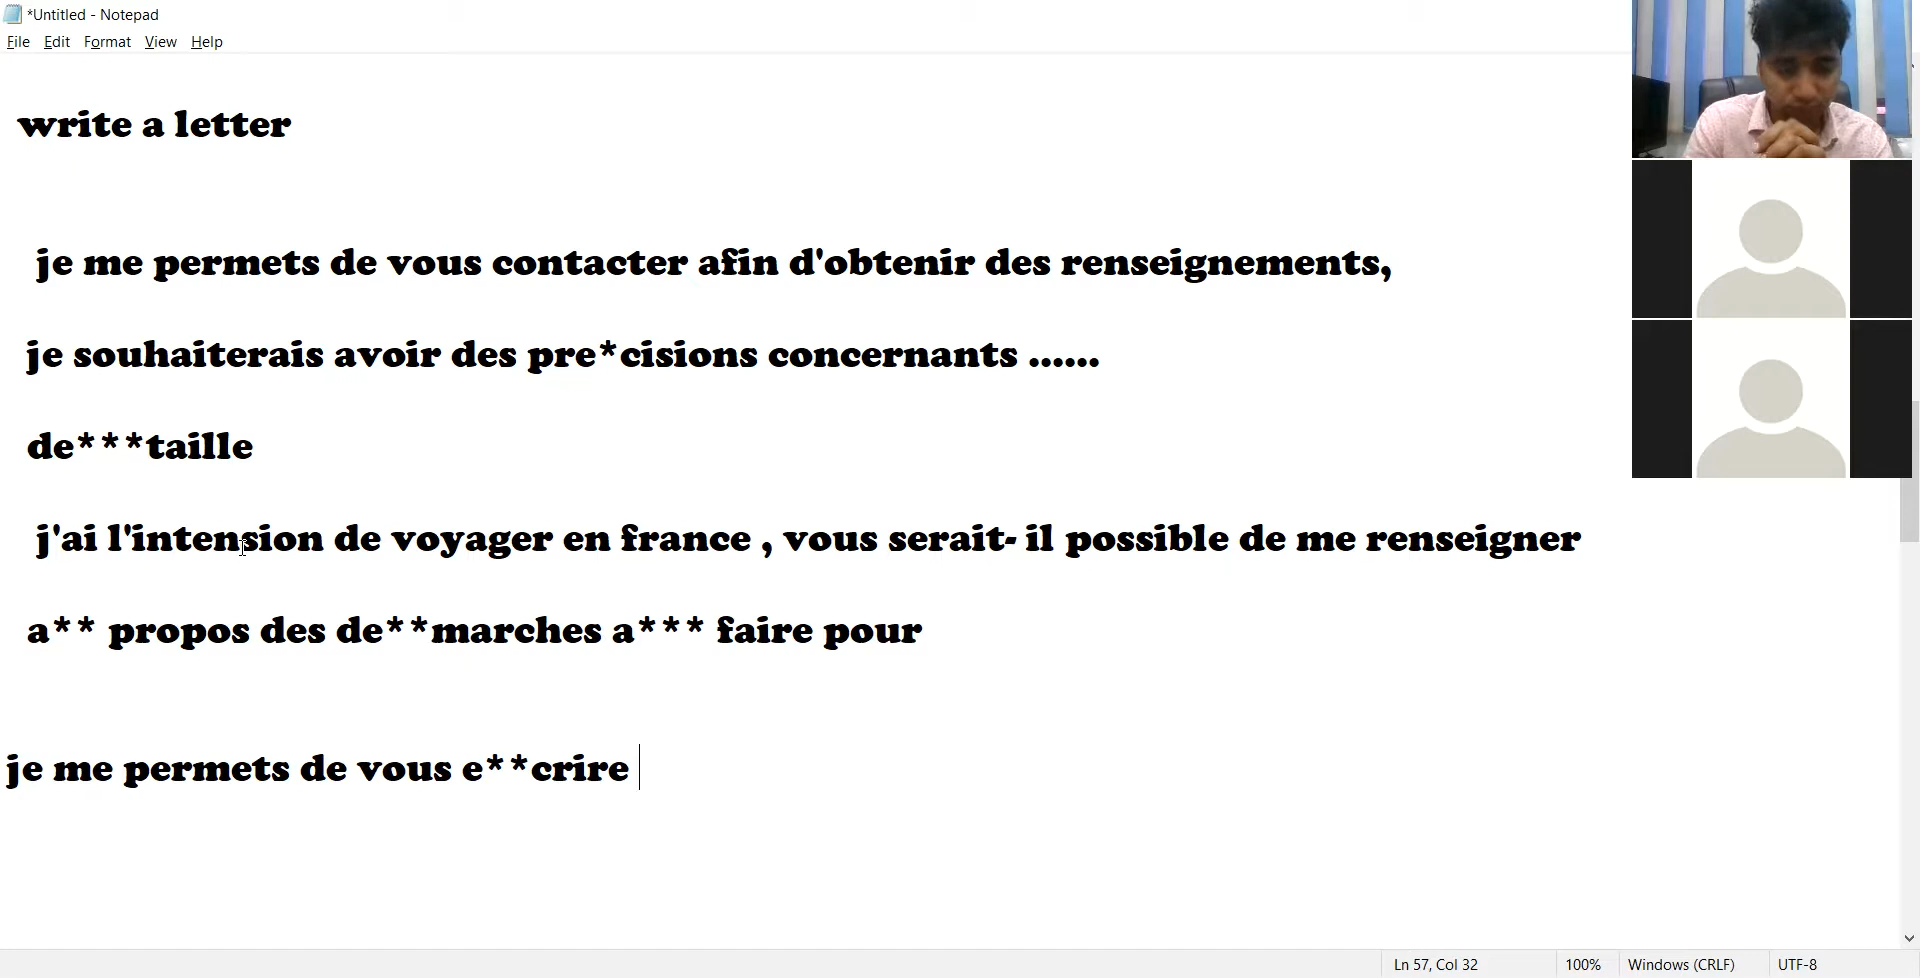 *Untitled - Notepad
File Edit Format View Help
write a letter
je me permets de vous contacter afin d'obtenir des renseignements,
je souhaiterais avoir des pre*cisions concernants ......
de***taille
j'ai l'intension de voyager en france , vous serait- il possible de me renseigner
a** propos des de**marches a*** faire pour
je me permets de vous e**crire
Ln 57, Col 32 100% Windows (CRLF) UTF-8